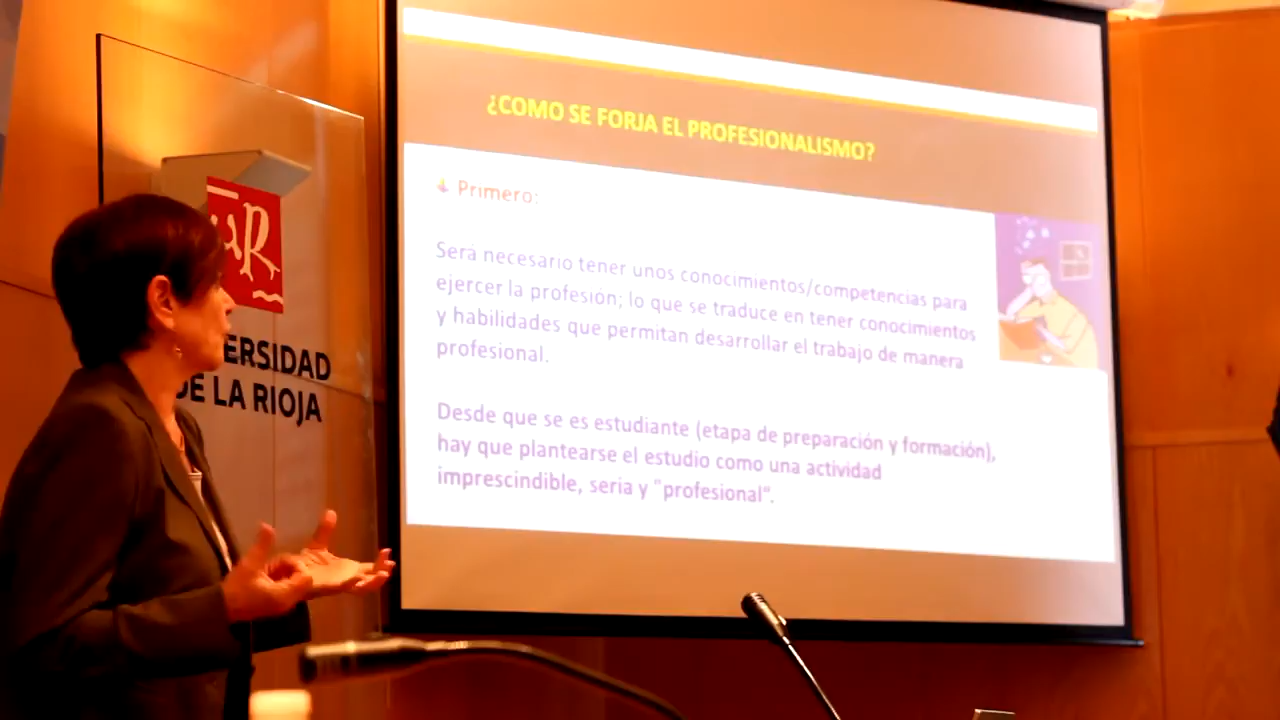 ¿COMO SE FORJA EL PROFESIONALISMO?
Primero:
Será necesario tener unos conocimientos/competencias para
ejercer la profesión; lo que se traduce en tener conocimientos
y habilidades que permitan desarrollar el trabajo de manera
profesional.
Desde que se es estudiante (etapa de preparación y formación),
hay que plantearse el estudio como una actividad
imprescindible, seria y "profesional".
uR
ERSIDAD
DE LA RIOJA